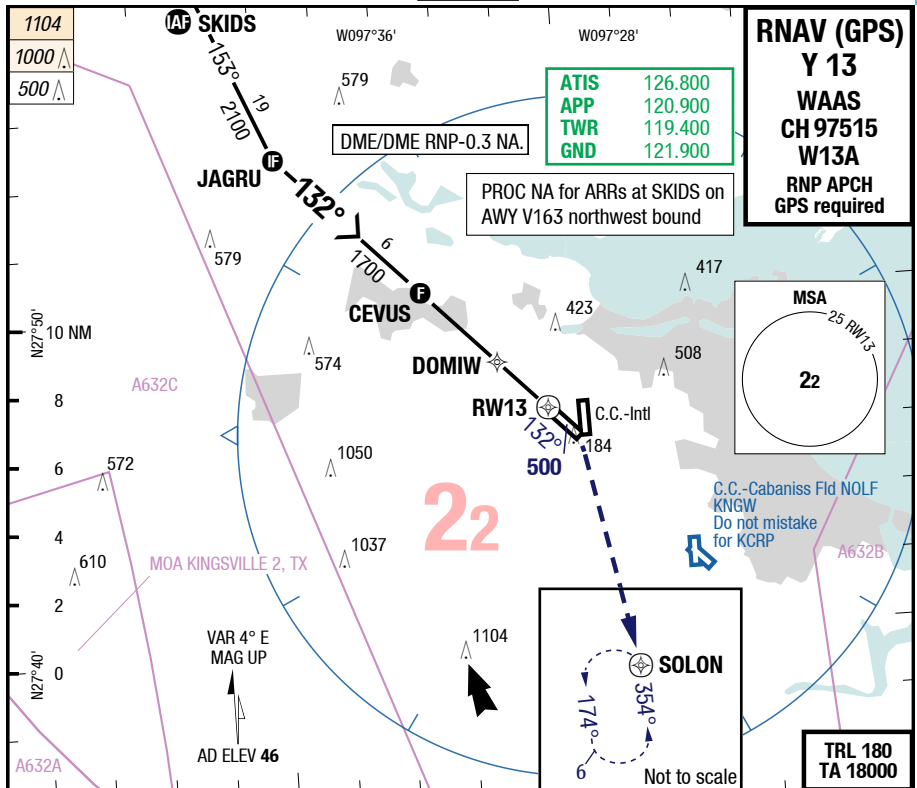 1104
1000
500
IAF SKIDS
153°
19
2100
W097°36'
W097°28'
579
ATIS 126.800
APP 120.900
TWR 119.400
GND 121.900
RNAV (GPS)
Y 13
WAAS
CH 97515
W13A
RNP APCH
GPS required
DME/DME RNP-0.3 NA.
PROC NA for ARRs at SKIDS on
AWY V163 northwest bound
IF
JAGRU
132°
6
1700
579
F
CEVUS
417
423
MSA
25 RW13
22
N27°50'
10 NM
574
DOMIW
508
A632C
8
RW13
C.C.-Intl
132°
184
500
1050
6
572
22
C.C.-Cabaniss Fld NOLF
KNGW
Do not mistake
for KCRP
A632B
4
1037
610
MOA KINGSVILLE 2, TX
2
VAR 4° E
MAG UP
1104
N27°40'
0
SOLON
174°
354°
6
Not to scale
AD ELEV 46
A632A
TRL 180
TA 18000